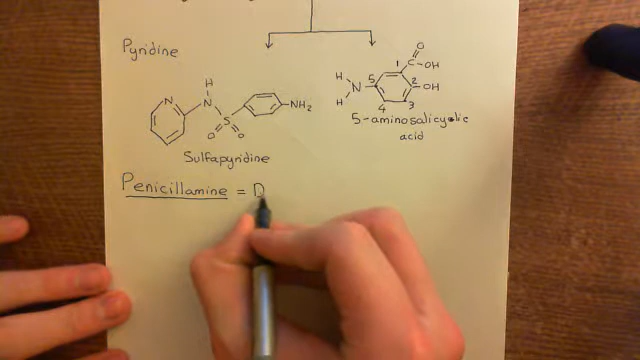 Pyridine
N
H
N
S
O
O
NH2
Sulfapyridine
H
N
H
5
1
2
3
4
C
O
OH
OH
5-aminosalicylic
acid
Penicillamine = D